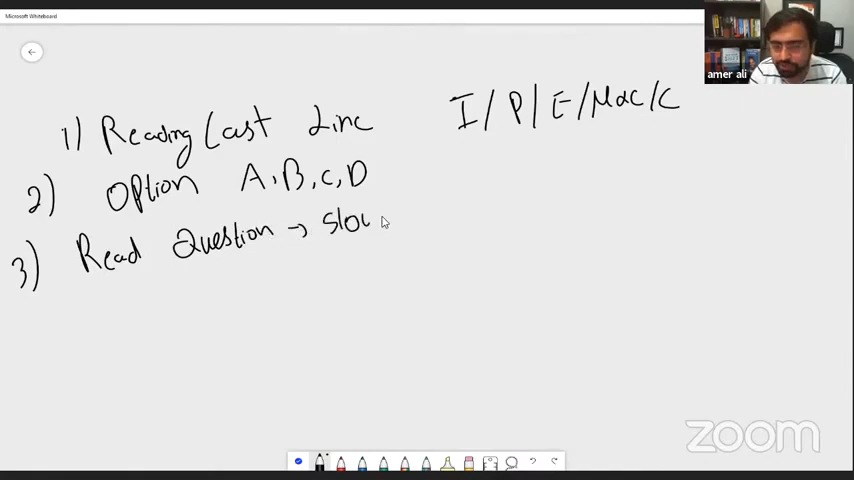 Microsoft Whiteboard
amer ali
I/P/E/Mac/C
1) Reading Last Line
2) Option A, B, C, D
3) Read Question → Slow
zoom